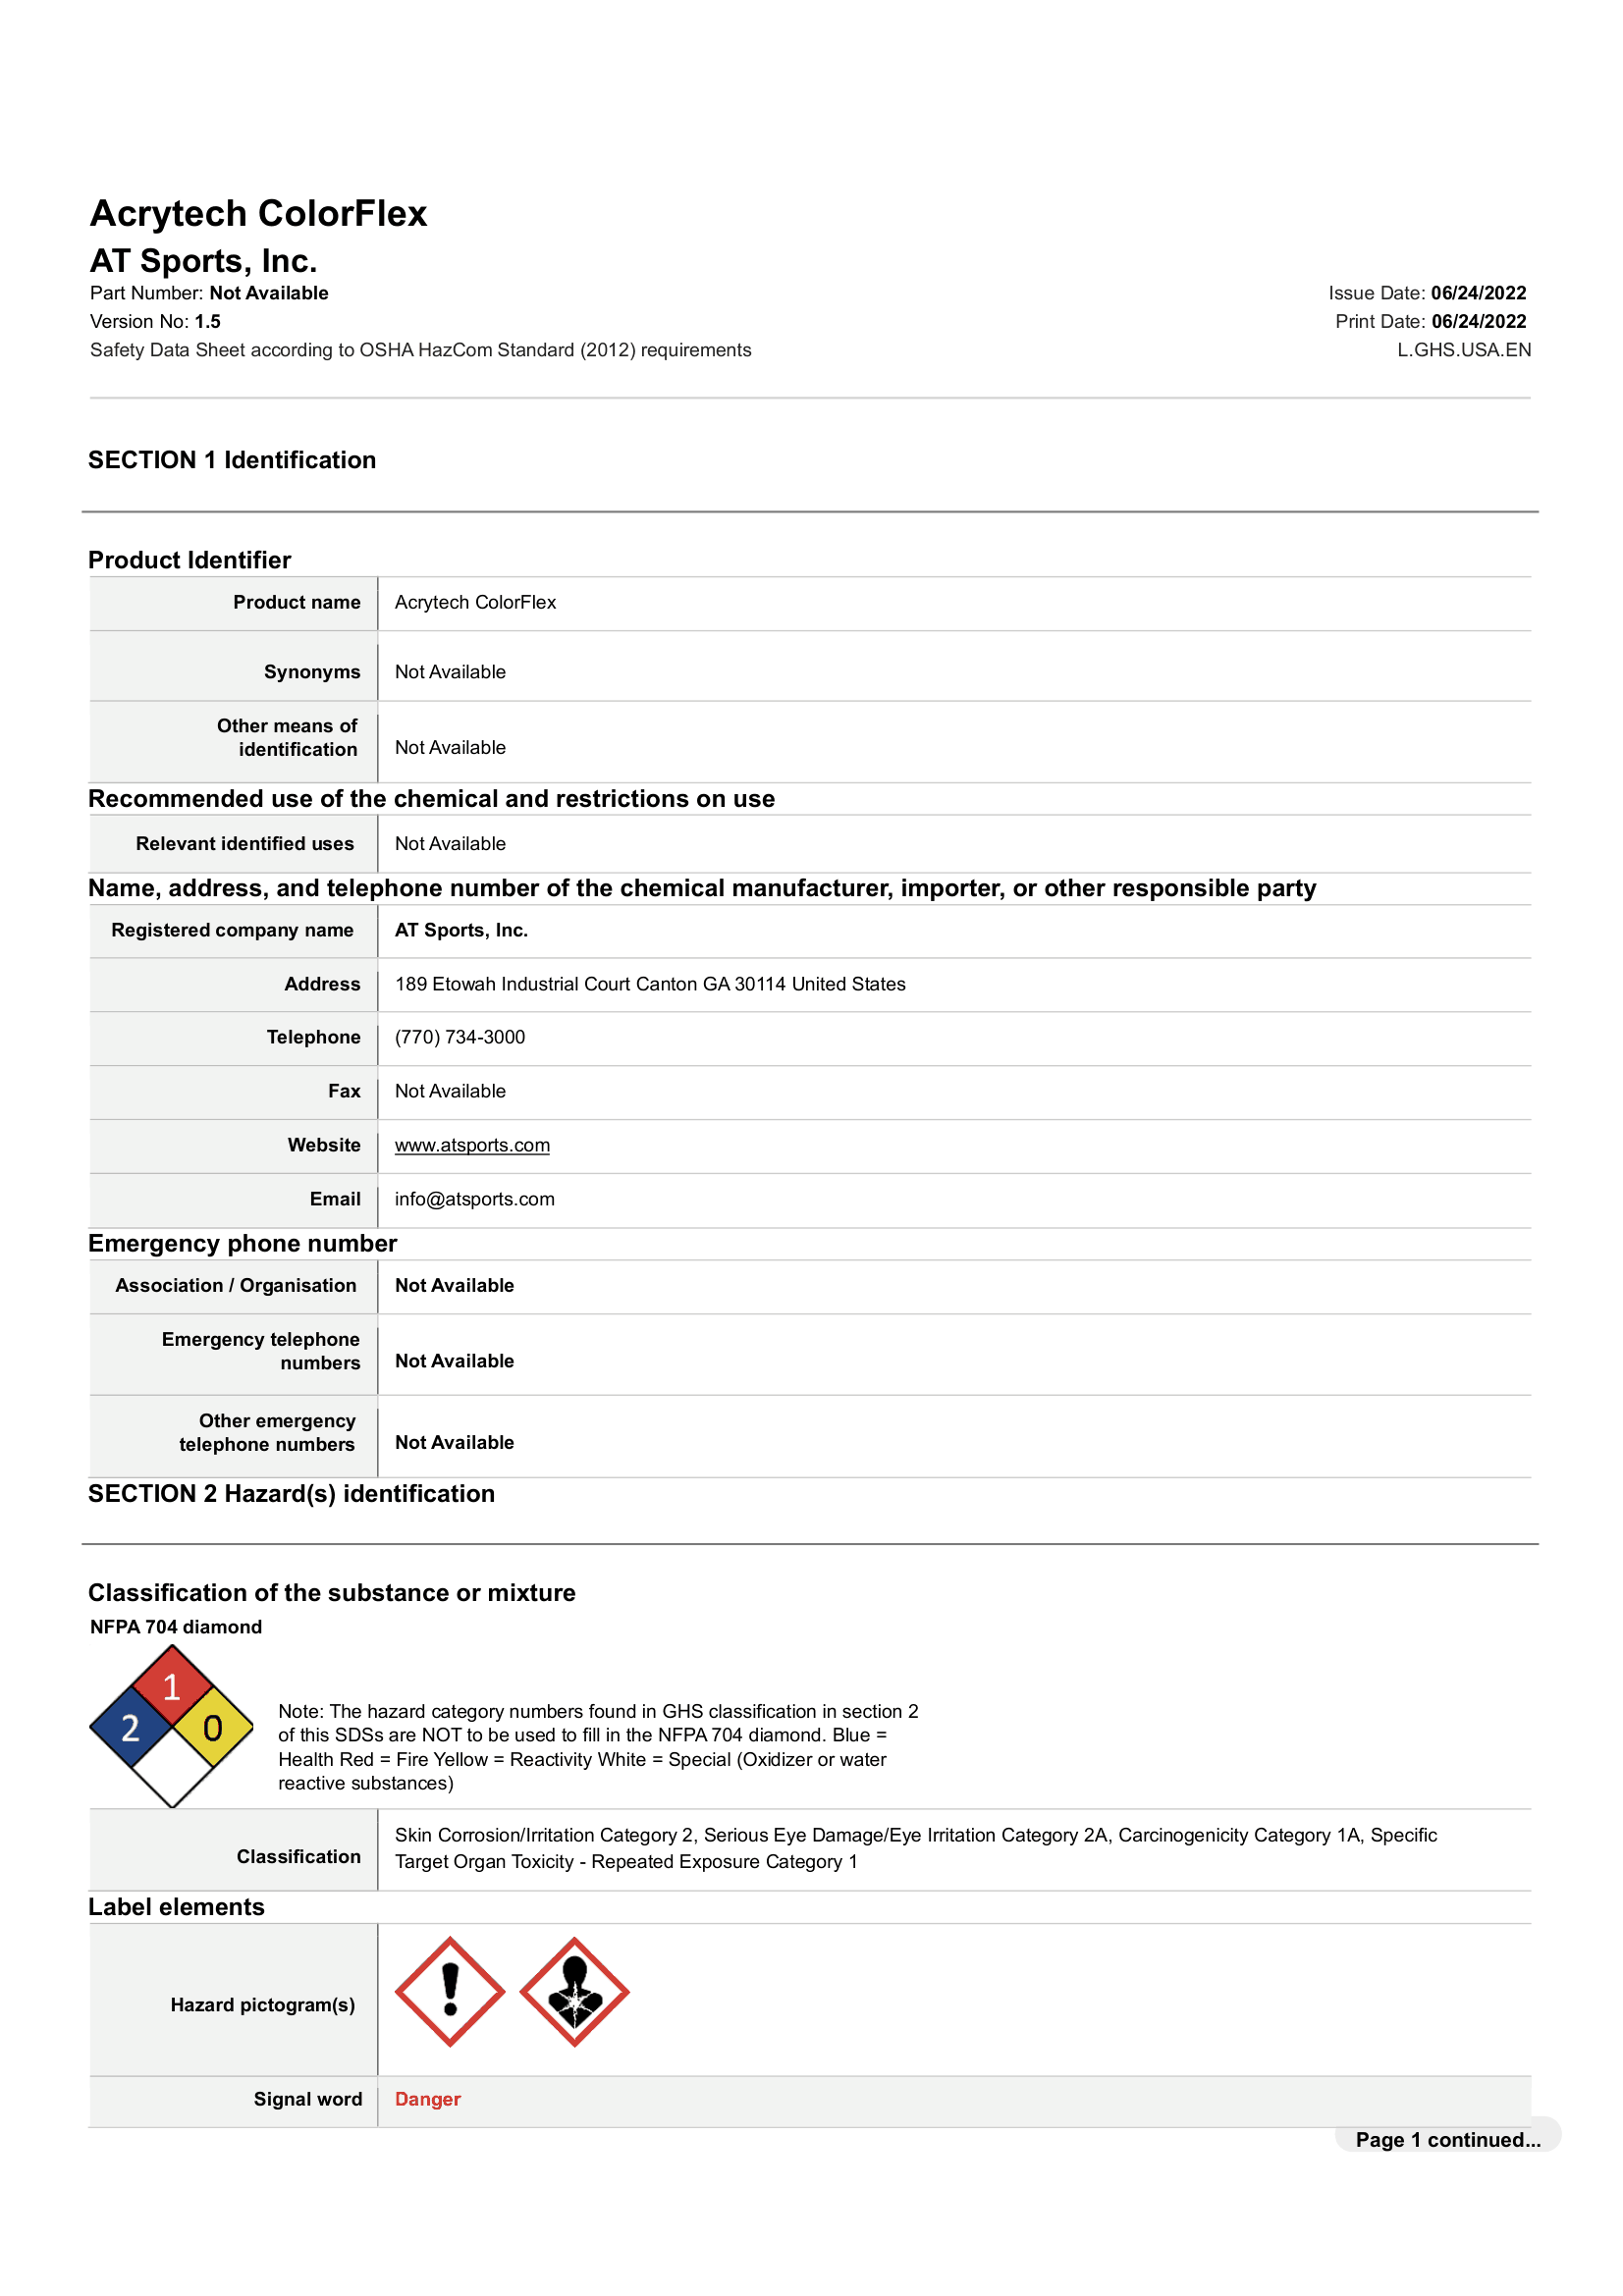 Acrytech ColorFlex
AT Sports, Inc.
Part Number: Not Available
Issue Date: 06/24/2022
Version No: 1.5
Print Date: 06/24/2022
Safety Data Sheet according to OSHA HazCom Standard (2012) requirements
L.GHS.USA.EN
SECTION 1 Identification
Product Identifier
Product name
Acrytech ColorFlex
Synonyms
Not Available
Other means of
identification
Not Available
Recommended use of the chemical and restrictions on use
Relevant identified uses
Not Available
Name, address, and telephone number of the chemical manufacturer, importer, or other responsible party
Registered company name
AT Sports, Inc.
Address
189 Etowah Industrial Court Canton GA 30114 United States
Telephone
(770) 734-3000
Fax
Not Available
Website
www.atsports.com
Email
info@atsports.com
Emergency phone number
Association / Organisation
Not Available
Emergency telephone
numbers
Not Available
Other emergency
telephone numbers
Not Available
SECTION 2 Hazard(s) identification
Classification of the substance or mixture
NFPA 704 diamond
1
2 0
Note: The hazard category numbers found in GHS classification in section 2
of this SDSs are NOT to be used to fill in the NFPA 704 diamond. Blue =
Health Red = Fire Yellow = Reactivity White = Special (Oxidizer or water
reactive substances)
Classification
Skin Corrosion/Irritation Category 2, Serious Eye Damage/Eye Irritation Category 2A, Carcinogenicity Category 1A, Specific
Target Organ Toxicity - Repeated Exposure Category 1
Label elements
Hazard pictogram(s)
Signal word
Danger
Page 1 continued...